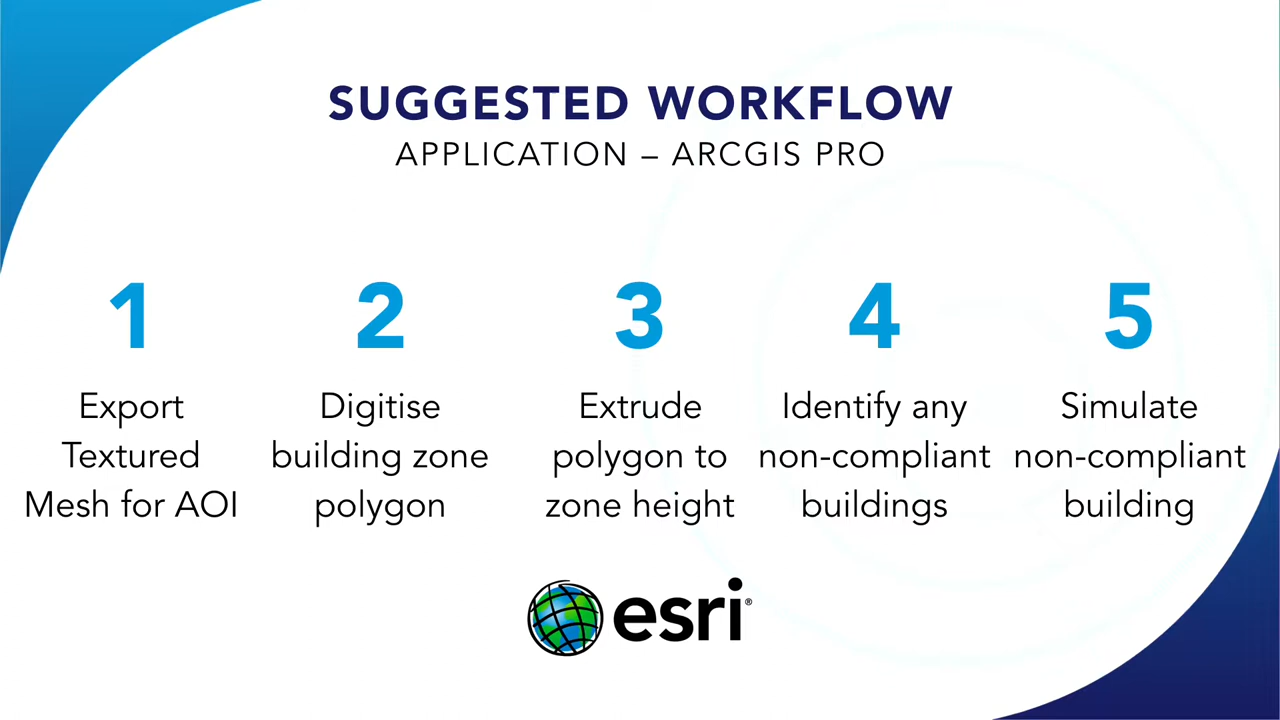 SUGGESTED WORKFLOW
APPLICATION – ARCGIS PRO
1
Export
Textured
Mesh for AOI
2
Digitise
building zone
polygon
3
Extrude
polygon to
zone height
4
Identify any
non-compliant
buildings
5
Simulate
non-compliant
building
esri®